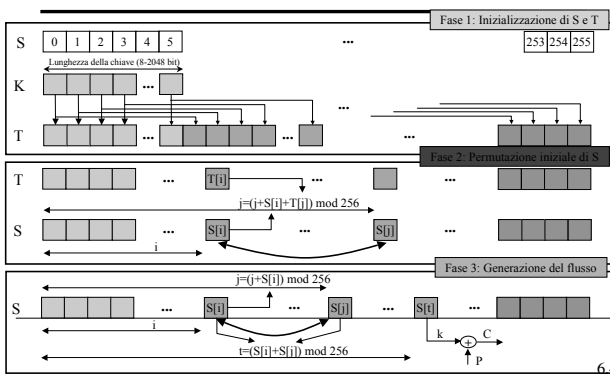 Fase 1: Inizializzazione di S e T
S 0 1 2 3 4 5 ... 253 254 255
Lunghezza della chiave (8-2048 bit)
K ...
...
T ... ... ...
Fase 2: Permutazione iniziale di S
T ... T[i] ... ...
j=(j+S[i]+T[j]) mod 256
S ... S[i] ... S[j] ...
i
Fase 3: Generazione del flusso
j=(j+S[i]) mod 256
S ... S[i] ... S[j] ... S[t] ...
i
k
C
+
t=(S[i]+S[j]) mod 256
P
6